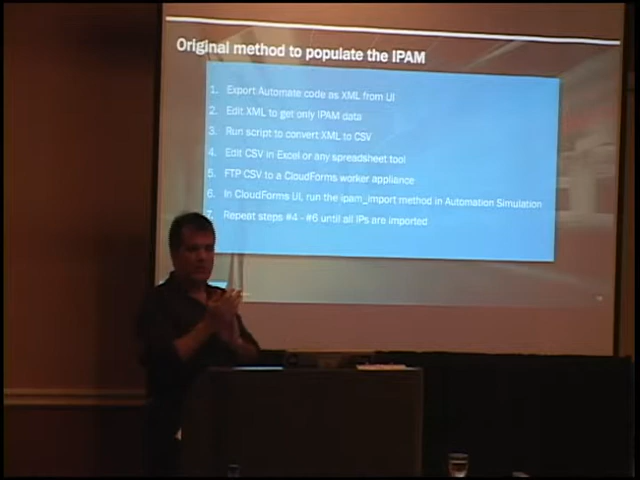 Original method to populate the IPAM
1. Export Automate code as XML from UI
2. Edit XML to get only IPAM data
3. Run script to convert XML to CSV
4. Edit CSV in Excel or any spreadsheet tool
5. FTP CSV to a CloudForms worker appliance
6. In CloudForms UI, run the ipam_import method in Automation Simulation
7. Repeat steps #4 - #6 until all IPs are imported